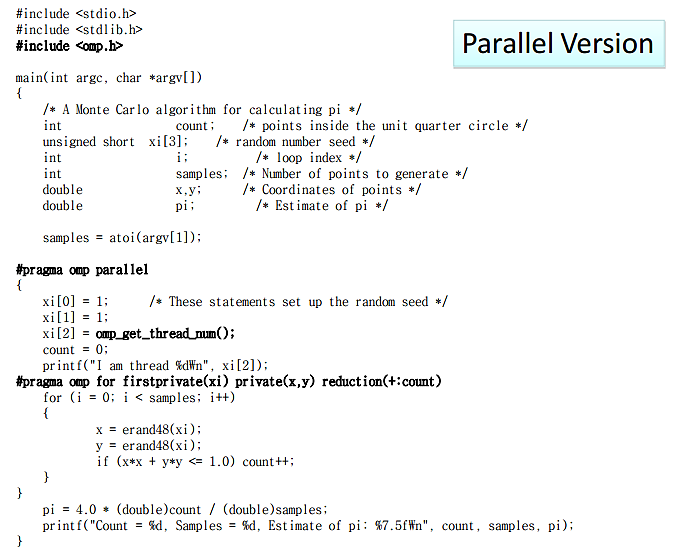 #include <stdio.h>
#include <stdlib.h>
#include <omp.h>
Parallel Version
main(int argc, char *argv[])
{
/* A Monte Carlo algorithm for calculating pi */
int count; /* points inside the unit quarter circle */
unsigned short xi[3]; /* random number seed */
int i; /* loop index */
int samples; /* Number of points to generate */
double x,y; /* Coordinates of points */
double pi; /* Estimate of pi */
samples = atoi(argv[1]);
#pragma omp parallel
{
xi[0] = 1; /* These statements set up the random seed */
xi[1] = 1;
xi[2] = omp_get_thread_num();
count = 0;
printf("I am thread %d₩n", xi[2]);
#pragma omp for firstprivate(xi) private(x,y) reduction(+:count)
for (i = 0; i < samples; i++)
{
x = erand48(xi);
y = erand48(xi);
if (x*x + y*y <= 1.0) count++;
}
}
pi = 4.0 * (double)count / (double)samples;
printf("Count = %d, Samples = %d, Estimate of pi: %7.5f₩n", count, samples, pi);
}